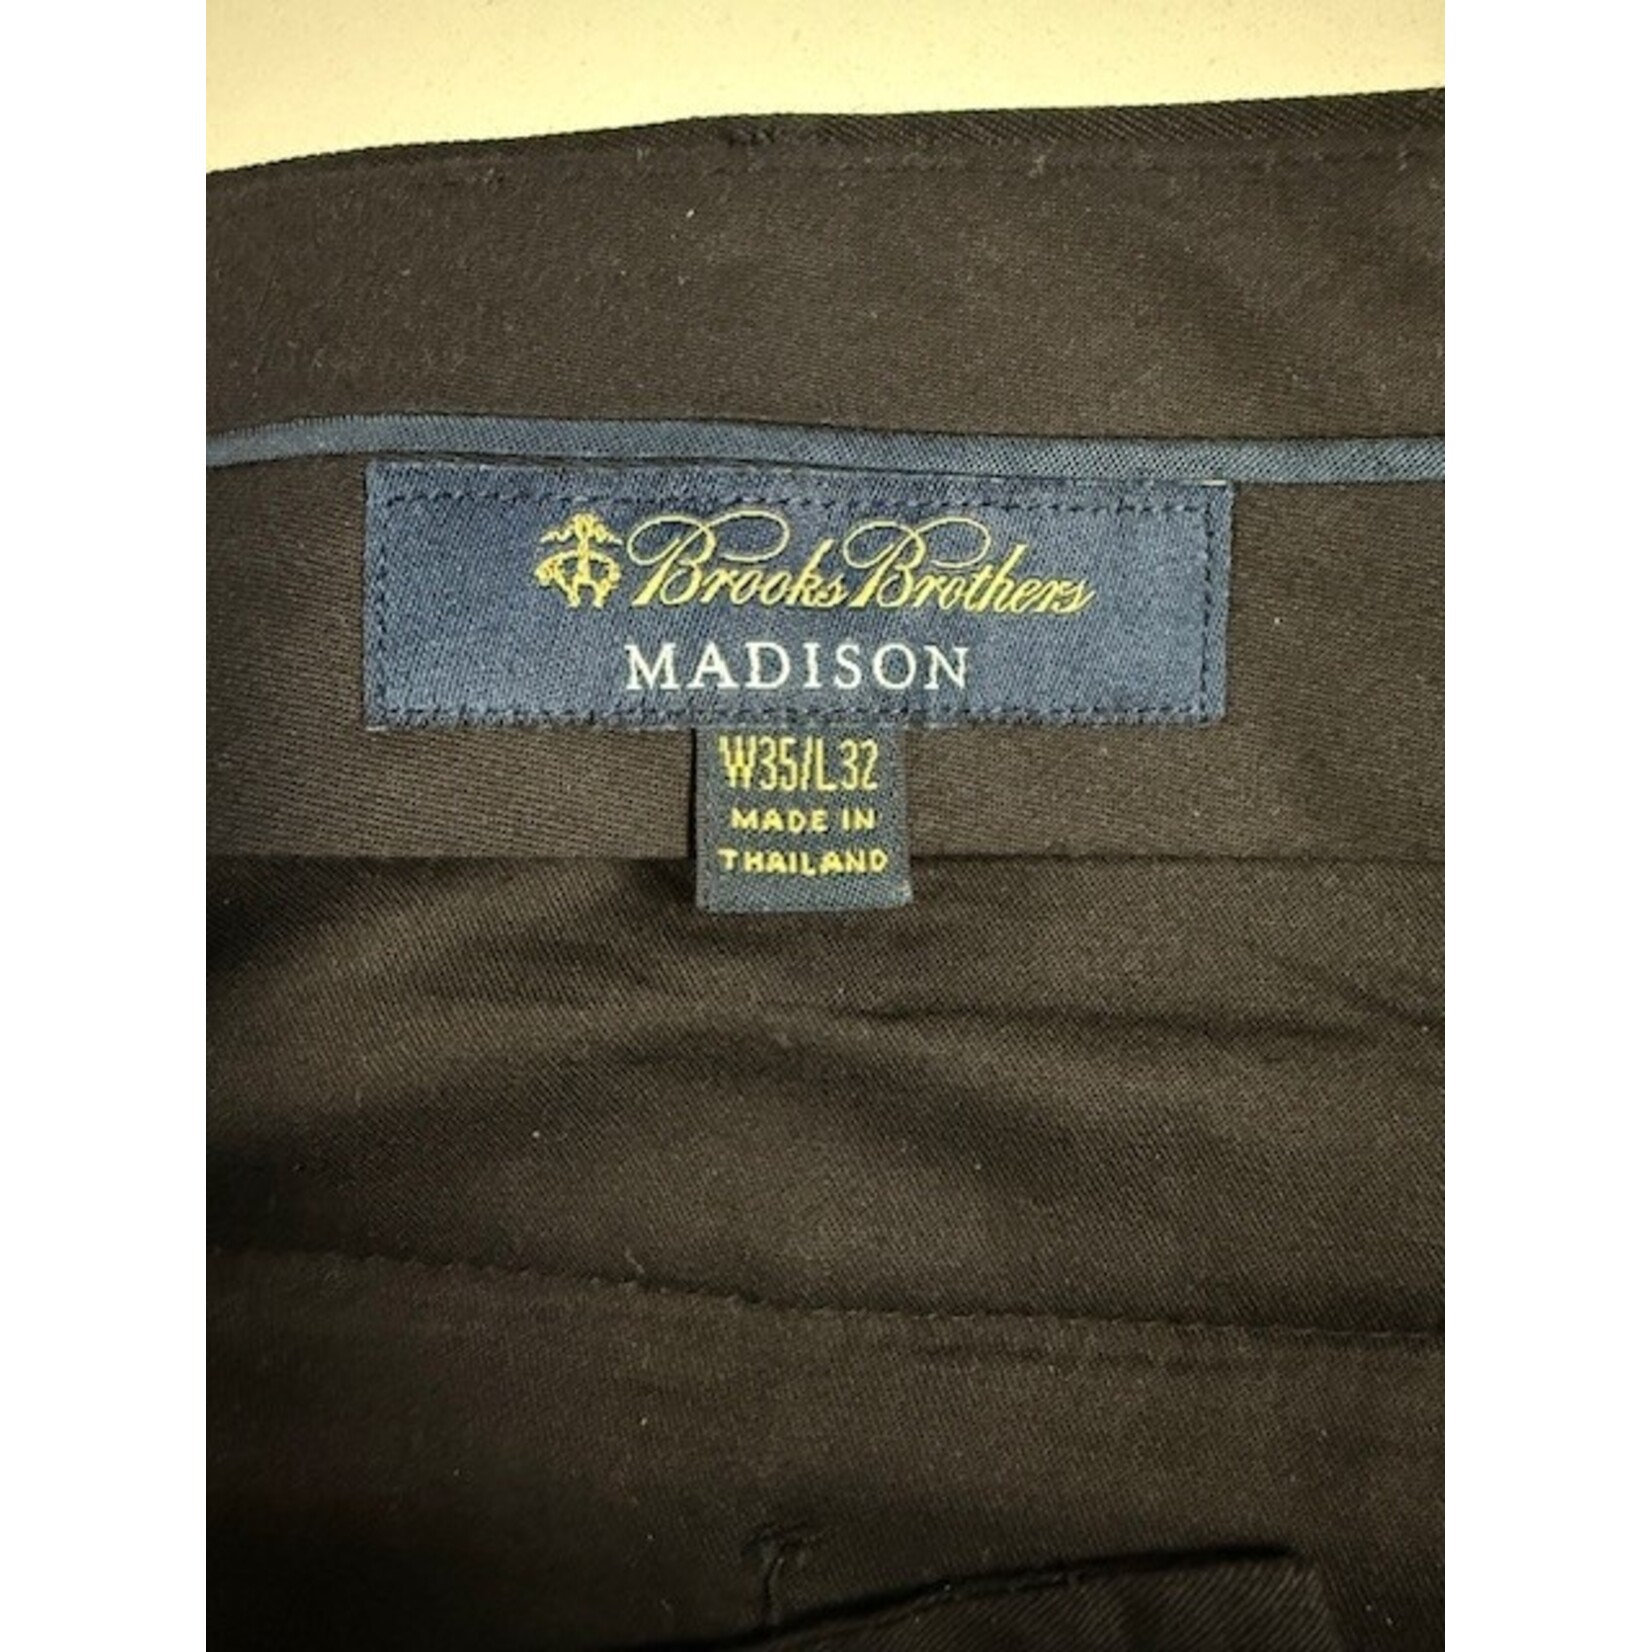 Brooks Brothers
MADISON
W35/L32
MADE IN
THAILAND